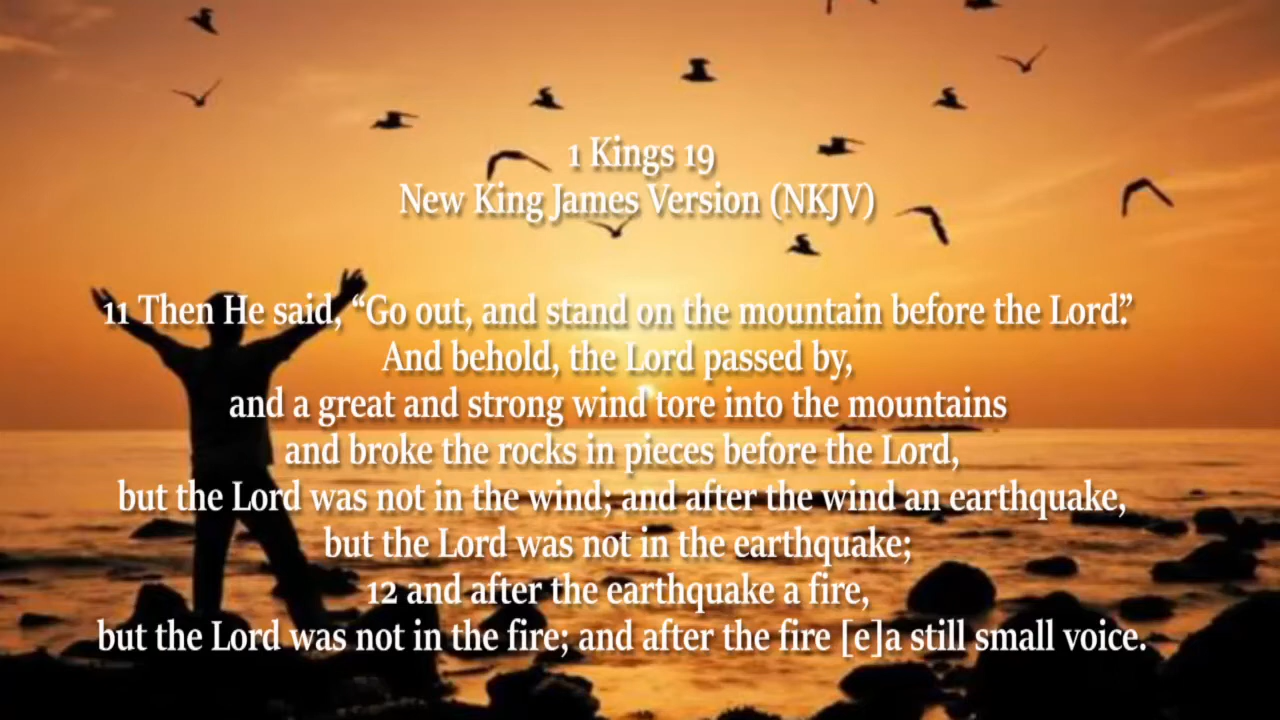 1 Kings 19
New King James Version (NKJV)
11 Then He said, “Go out, and stand on the mountain before the Lord.”
And behold, the Lord passed by,
and a great and strong wind tore into the mountains
and broke the rocks in pieces before the Lord,
but the Lord was not in the wind; and after the wind an earthquake,
but the Lord was not in the earthquake;
12 and after the earthquake a fire,
but the Lord was not in the fire; and after the fire [e]a still small voice.